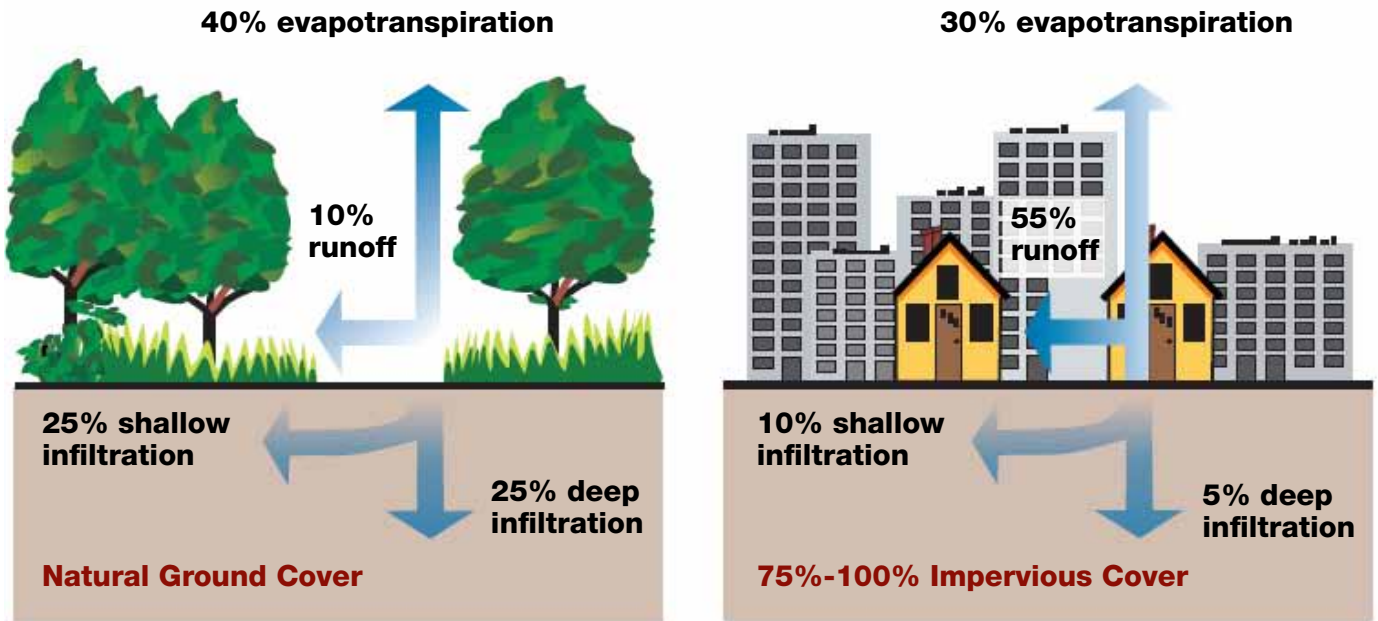 40% evapotranspiration
10%
runoff
25% shallow
infiltration
25% deep
infiltration
Natural Ground Cover
30% evapotranspiration
55%
runoff
10% shallow
infiltration
5% deep
infiltration
75%-100% Impervious Cover